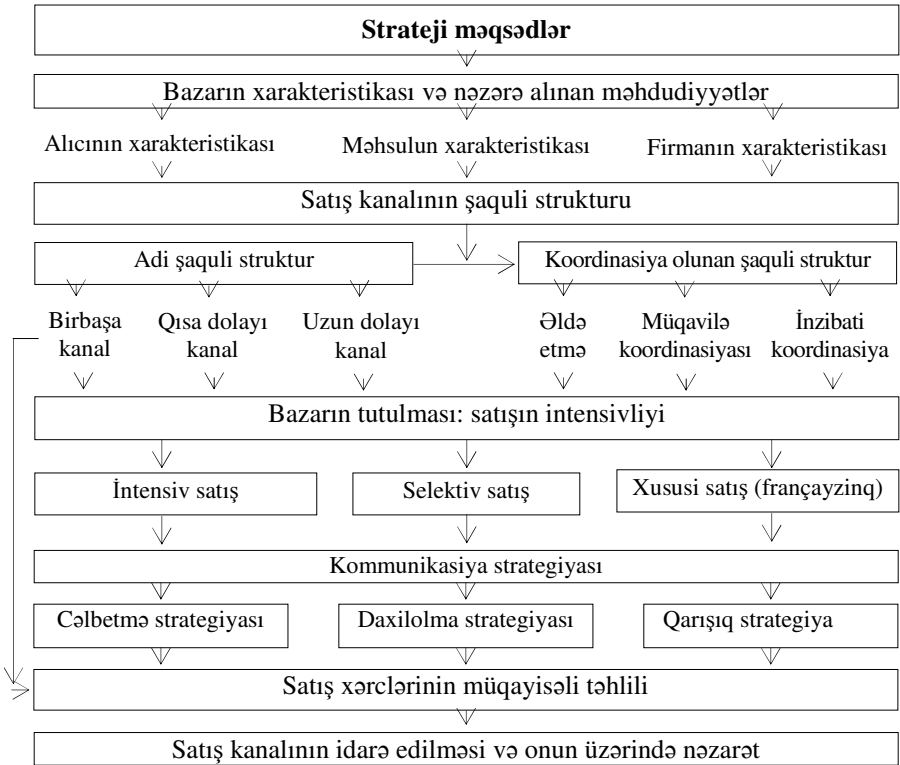 Strateji məqsədlər
Bazarın xarakteristikası və nəzərə alınan məhdudiyyətlər
Alıcının xarakteristikası
Məhsulun xarakteristikası
Firmanın xarakteristikası
Satış kanalının şaquli strukturu
Adi şaquli struktur
Koordinasiya olunan şaquli struktur
Birbaşa
kanal
Qısa dolayı
kanal
Uzun dolayı
kanal
Əldə
etmə
Müqavilə
koordinasiyası
İnzibati
koordinasiya
Bazarın tutulması: satışın intensivliyi
İntensiv satış
Selektiv satış
Xususi satış (françayzinq)
Kommunikasiya strategiyası
Cəlbetmə strategiyası
Daxilolma strategiyası
Qarışıq strategiya
Satış xərclərinin müqayisəli təhlili
Satış kanalının idarə edilməsi və onun üzərində nəzarət